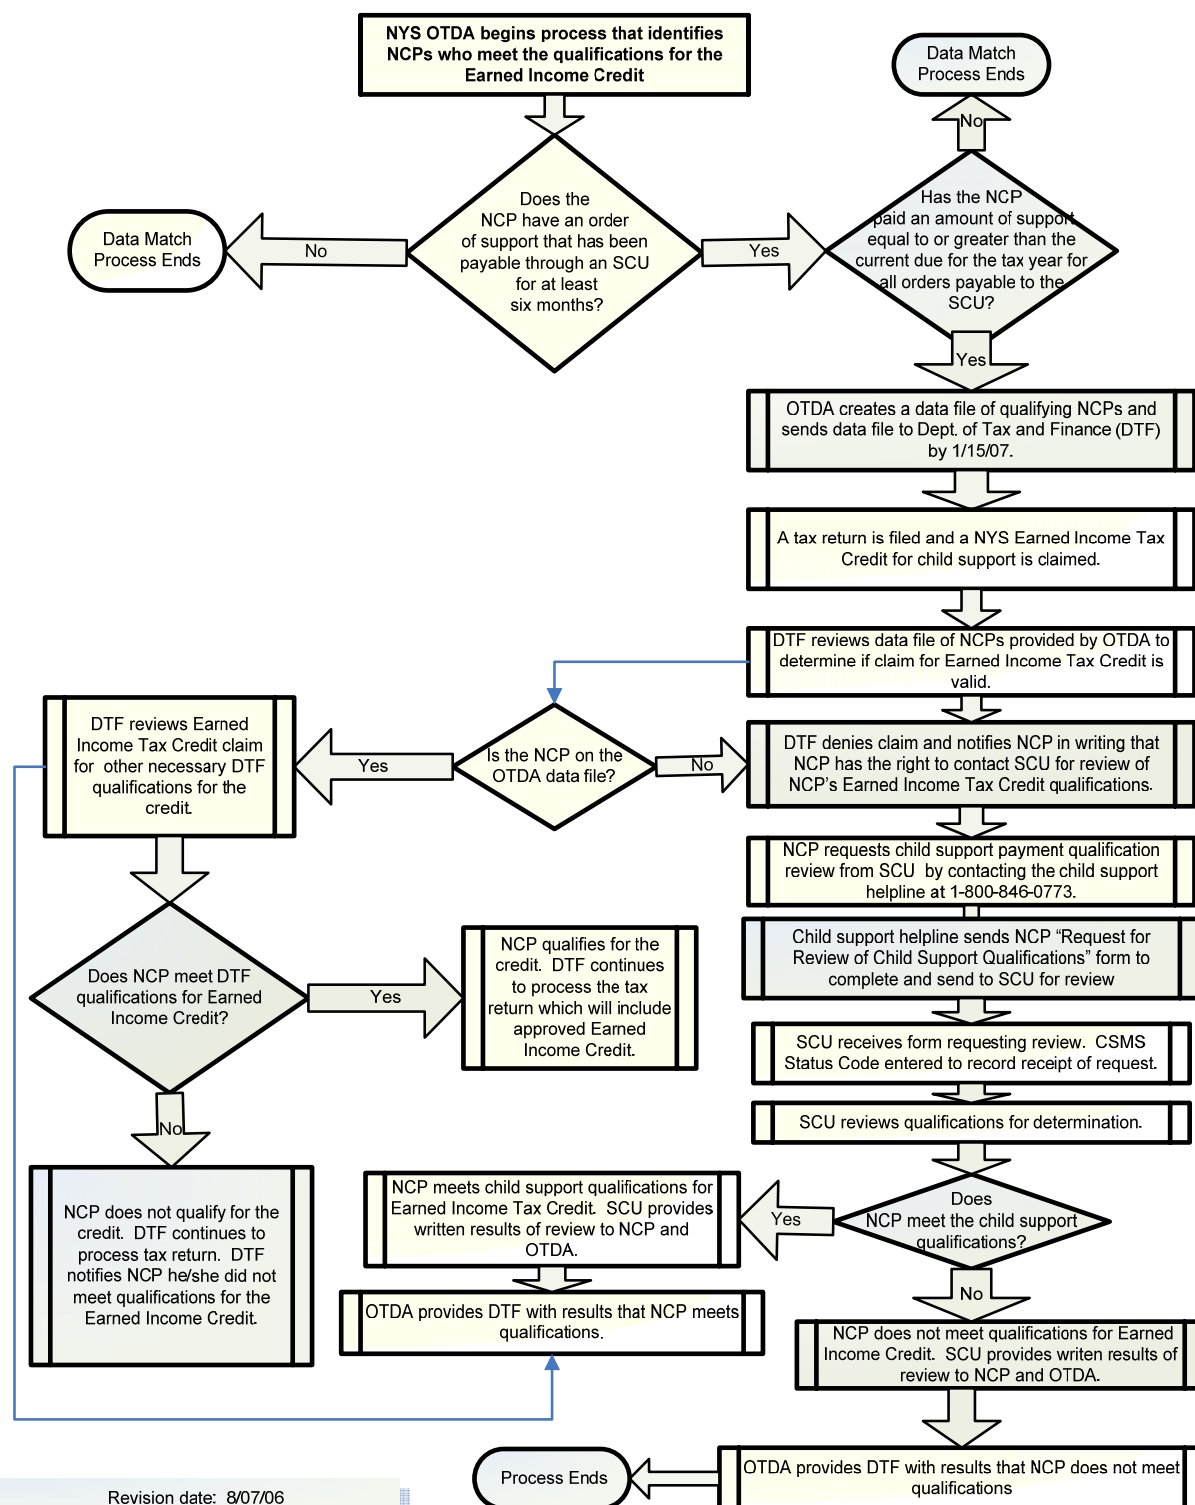 NYS OTDA begins process that identifies
NCPs who meet the qualifications for the
Earned Income Credit
Data Match
Process Ends
No
Does the
NCP have an order
of support that has been
payable through an SCU
for at least
six months?
No
Data Match
Process Ends
Yes
Has the NCP
paid an amount of support
equal to or greater than the
current due for the tax year for
all orders payable to the
SCU?
Yes
OTDA creates a data file of qualifying NCPs and
sends data file to Dept. of Tax and Finance (DTF)
by 1/15/07.
A tax return is filed and a NYS Earned Income Tax
Credit for child support is claimed.
DTF reviews data file of NCPs provided by OTDA to
determine if claim for Earned Income Tax Credit is
valid.
Is the NCP on the
OTDA data file?
Yes
No
DTF reviews Earned
Income Tax Credit claim
for other necessary DTF
qualifications for the
credit.
DTF denies claim and notifies NCP in writing that
NCP has the right to contact SCU for review of
NCP's Earned Income Tax Credit qualifications.
NCP requests child support payment qualification
review from SCU by contacting the child support
helpline at 1-800-846-0773.
Child support helpline sends NCP “Request for
Review of Child Support Qualifications” form to
complete and send to SCU for review
Does NCP meet DTF
qualifications for Earned
Income Credit?
Yes
NCP qualifies for the
credit. DTF continues
to process the tax
return which will include
approved Earned
Income Credit.
SCU receives form requesting review. CSMS
Status Code entered to record receipt of request.
SCU reviews qualifications for determination.
No
NCP does not qualify for the
credit. DTF continues to
process tax return. DTF
notifies NCP he/she did not
meet qualifications for the
Earned Income Credit.
Does
NCP meet the child support
qualifications?
Yes
NCP meets child support qualifications for
Earned Income Tax Credit. SCU provides
written results of review to NCP and
OTDA.
OTDA provides DTF with results that NCP meets
qualifications.
No
NCP does not meet qualifications for Earned
Income Credit. SCU provides writen results of
review to NCP and OTDA.
OTDA provides DTF with results that NCP does not meet
qualifications
Process Ends
Revision date: 8/07/06